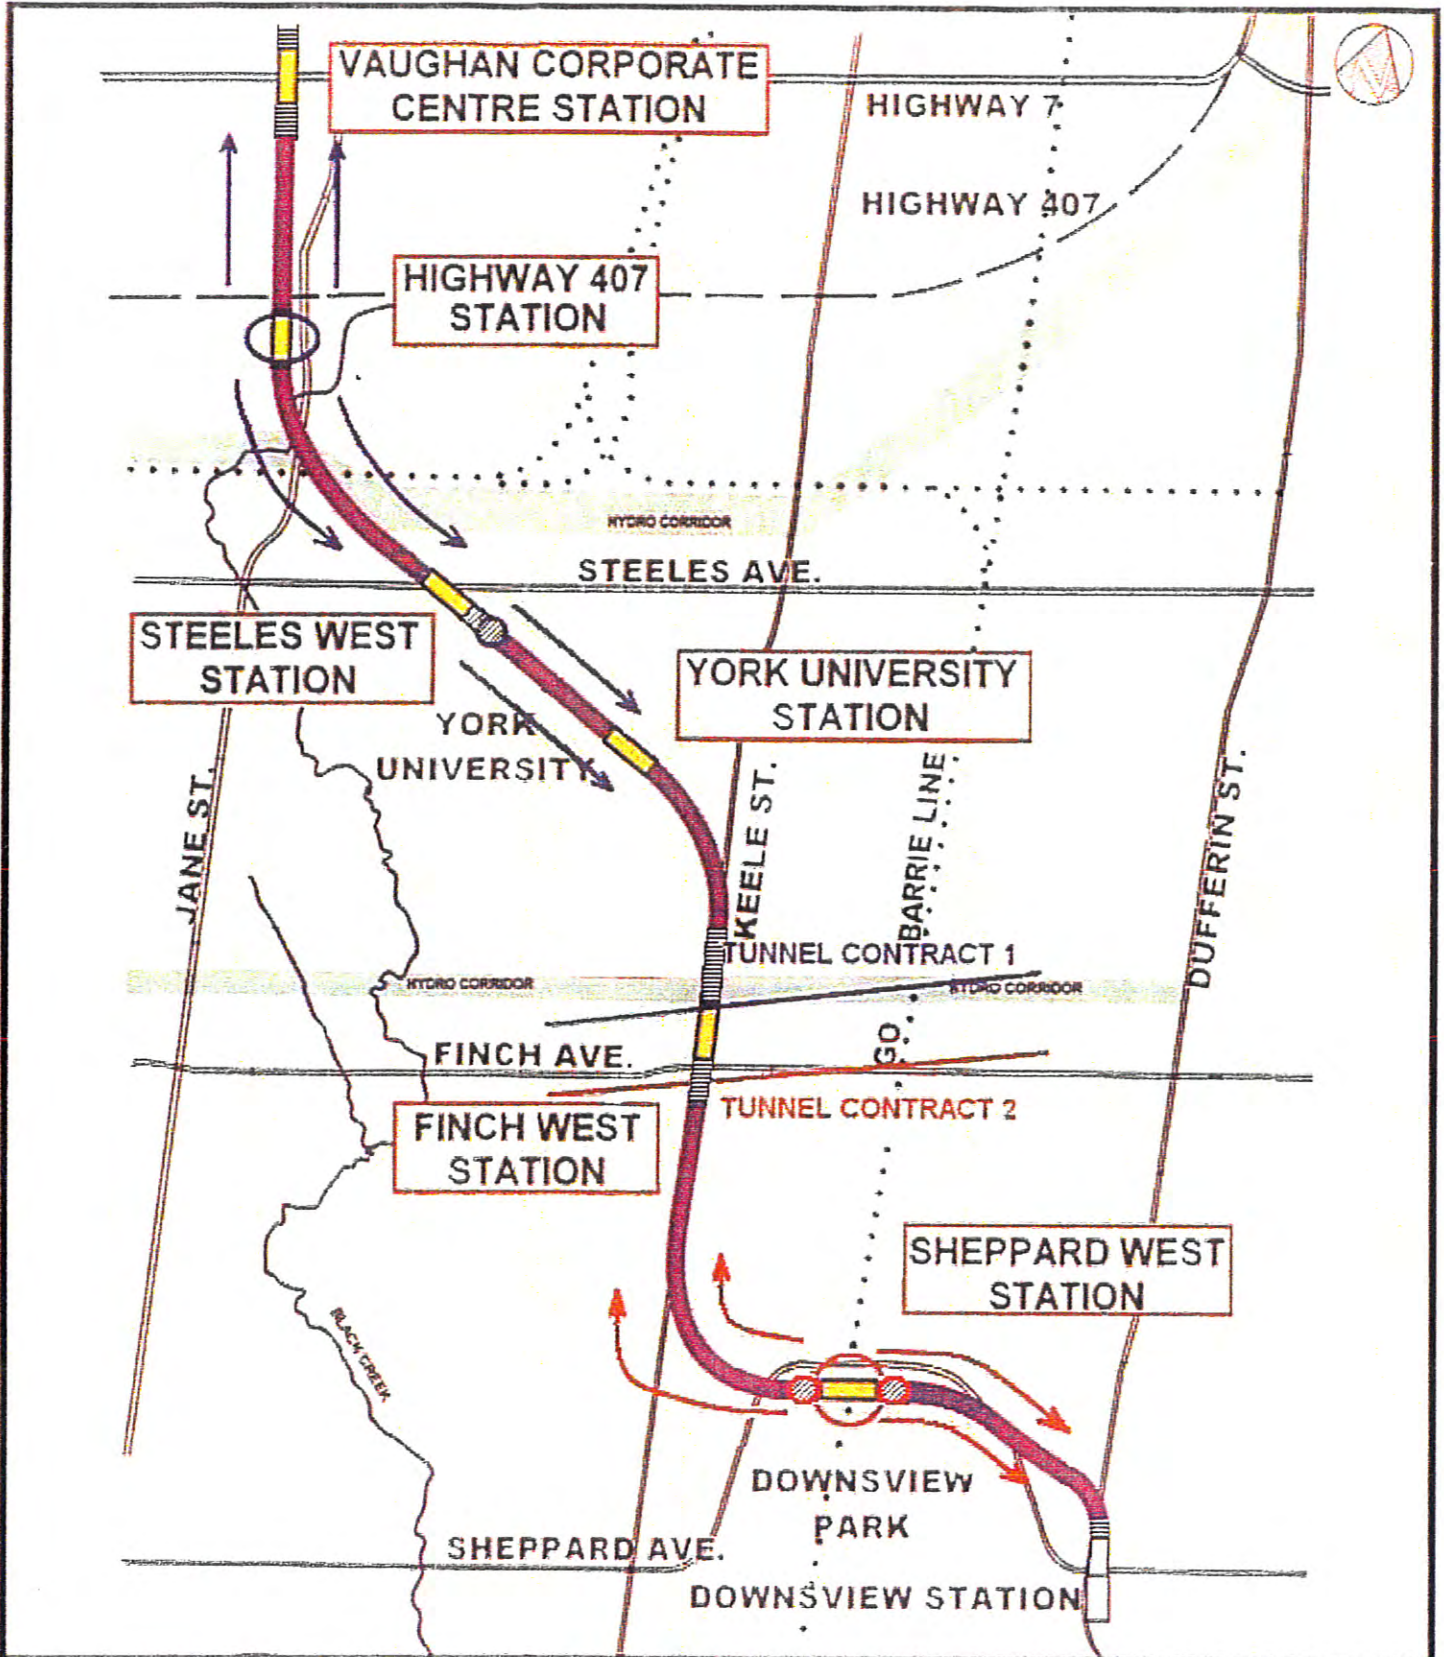 VAUGHAN CORPORATE
CENTRE STATION
HIGHWAY 7
HIGHWAY 407
HIGHWAY 407
STATION
HYDRO CORRIDOR
STEELES AVE.
STEELES WEST
STATION
YORK UNIVERSITY
STATION
YORK
UNIVERSITY
JANE ST.
KEELE ST.
GO BARRIE LINE
DUFFERIN ST.
TUNNEL CONTRACT 1
HYDRO CORRIDOR
HYDRO CORRIDOR
FINCH AVE.
TUNNEL CONTRACT 2
FINCH WEST
STATION
SHEPPARD WEST
STATION
BLACK CREEK
DOWNSVIEW
PARK
SHEPPARD AVE.
DOWNSVIEW STATION